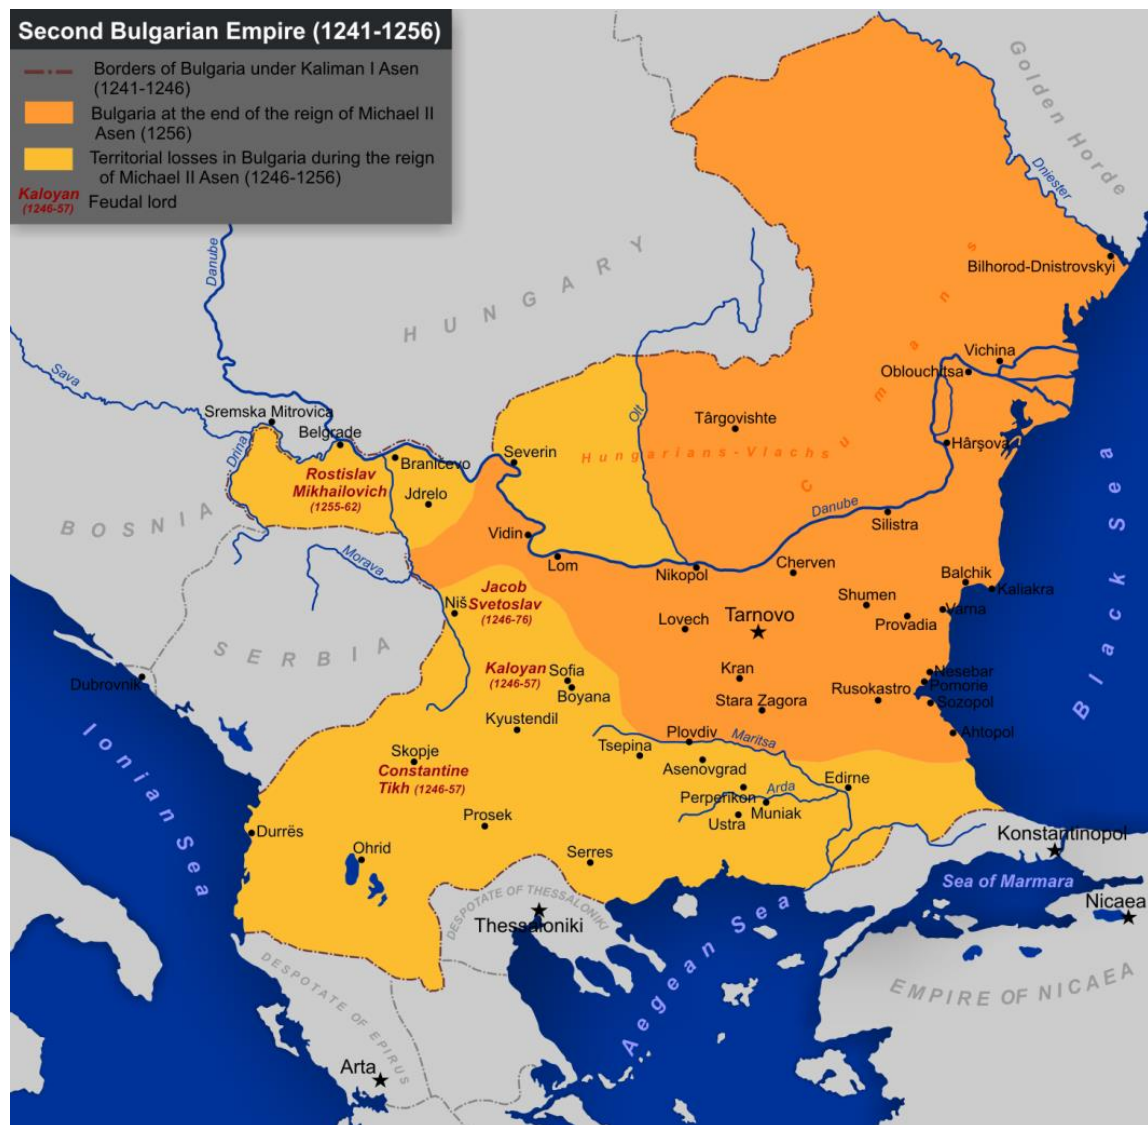 Second Bulgarian Empire (1241-1256)
Borders of Bulgaria under Kaliman I Asen
(1241-1246)
Bulgaria at the end of the reign of Michael II
Asen (1256)
Territorial losses in Bulgaria during the reign
of Michael II Asen (1246-1256)
Kaloyan
(1246-57)
Feudal lord
Golden Horde
Dniester
Danube
HUNGARY
Bilhorod-Dnistrovskyi
Cumans
Vichina
Oblouchitsa
Sava
Sremska Mitrovica
Drina
Belgrade
Olt
Târgovishte
Hârşova
Braničevo
Severin
Hungarians-Vlachs
Rostislav
Mikhailovich
(1255-62)
Jdrelo
BOSNIA
Danube
Silistra
Black Sea
Vidin
Morava
Lom
Nikopol
Cherven
Balchik
Kaliakra
Jacob
Svetoslav
(1246-76)
Niš
Shumen
Varna
Provadia
Lovech
Tarnovo
SERBIA
Kaloyan
(1246-57)
Sofia
Boyana
Kran
Nesebar
Pomorie
Dubrovnik
Rusokastro
Sozopol
Stara Zagora
Kyustendil
Ahtopol
Plovdiv
Maritsa
Tsepina
Skopje
Constantine
Tikh (1246-57)
Asenovgrad
Edirne
Ionian Sea
Perperikon
Arda
Muniak
Ustra
Prosek
Durrës
Konstantinopol
Ohrid
Serres
Sea of Marmara
DESPOTATE OF THESSALONIKI
Thessaloniki
Nicaea
Aegean Sea
DESPOTATE OF EPIRUS
EMPIRE OF NICAEA
Arta